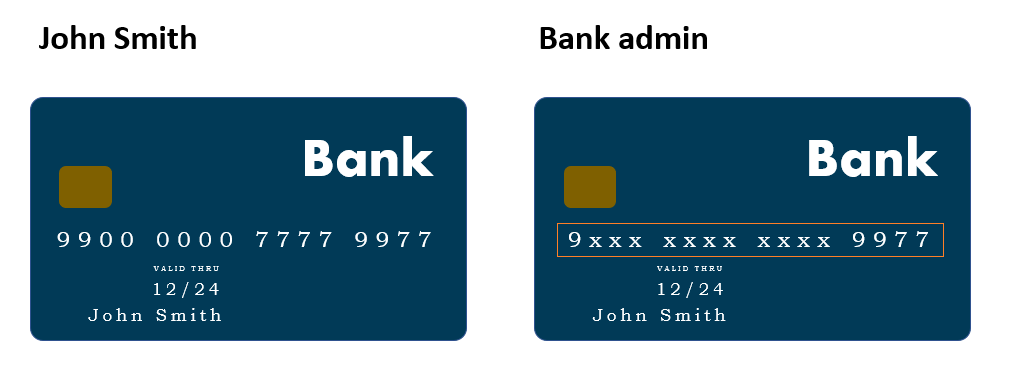 John Smith
Bank admin
Bank
9900 0000 7777 9977
VALID THRU
12/24
John Smith
Bank
9xxx xxxx xxxx 9977
VALID THRU
12/24
John Smith